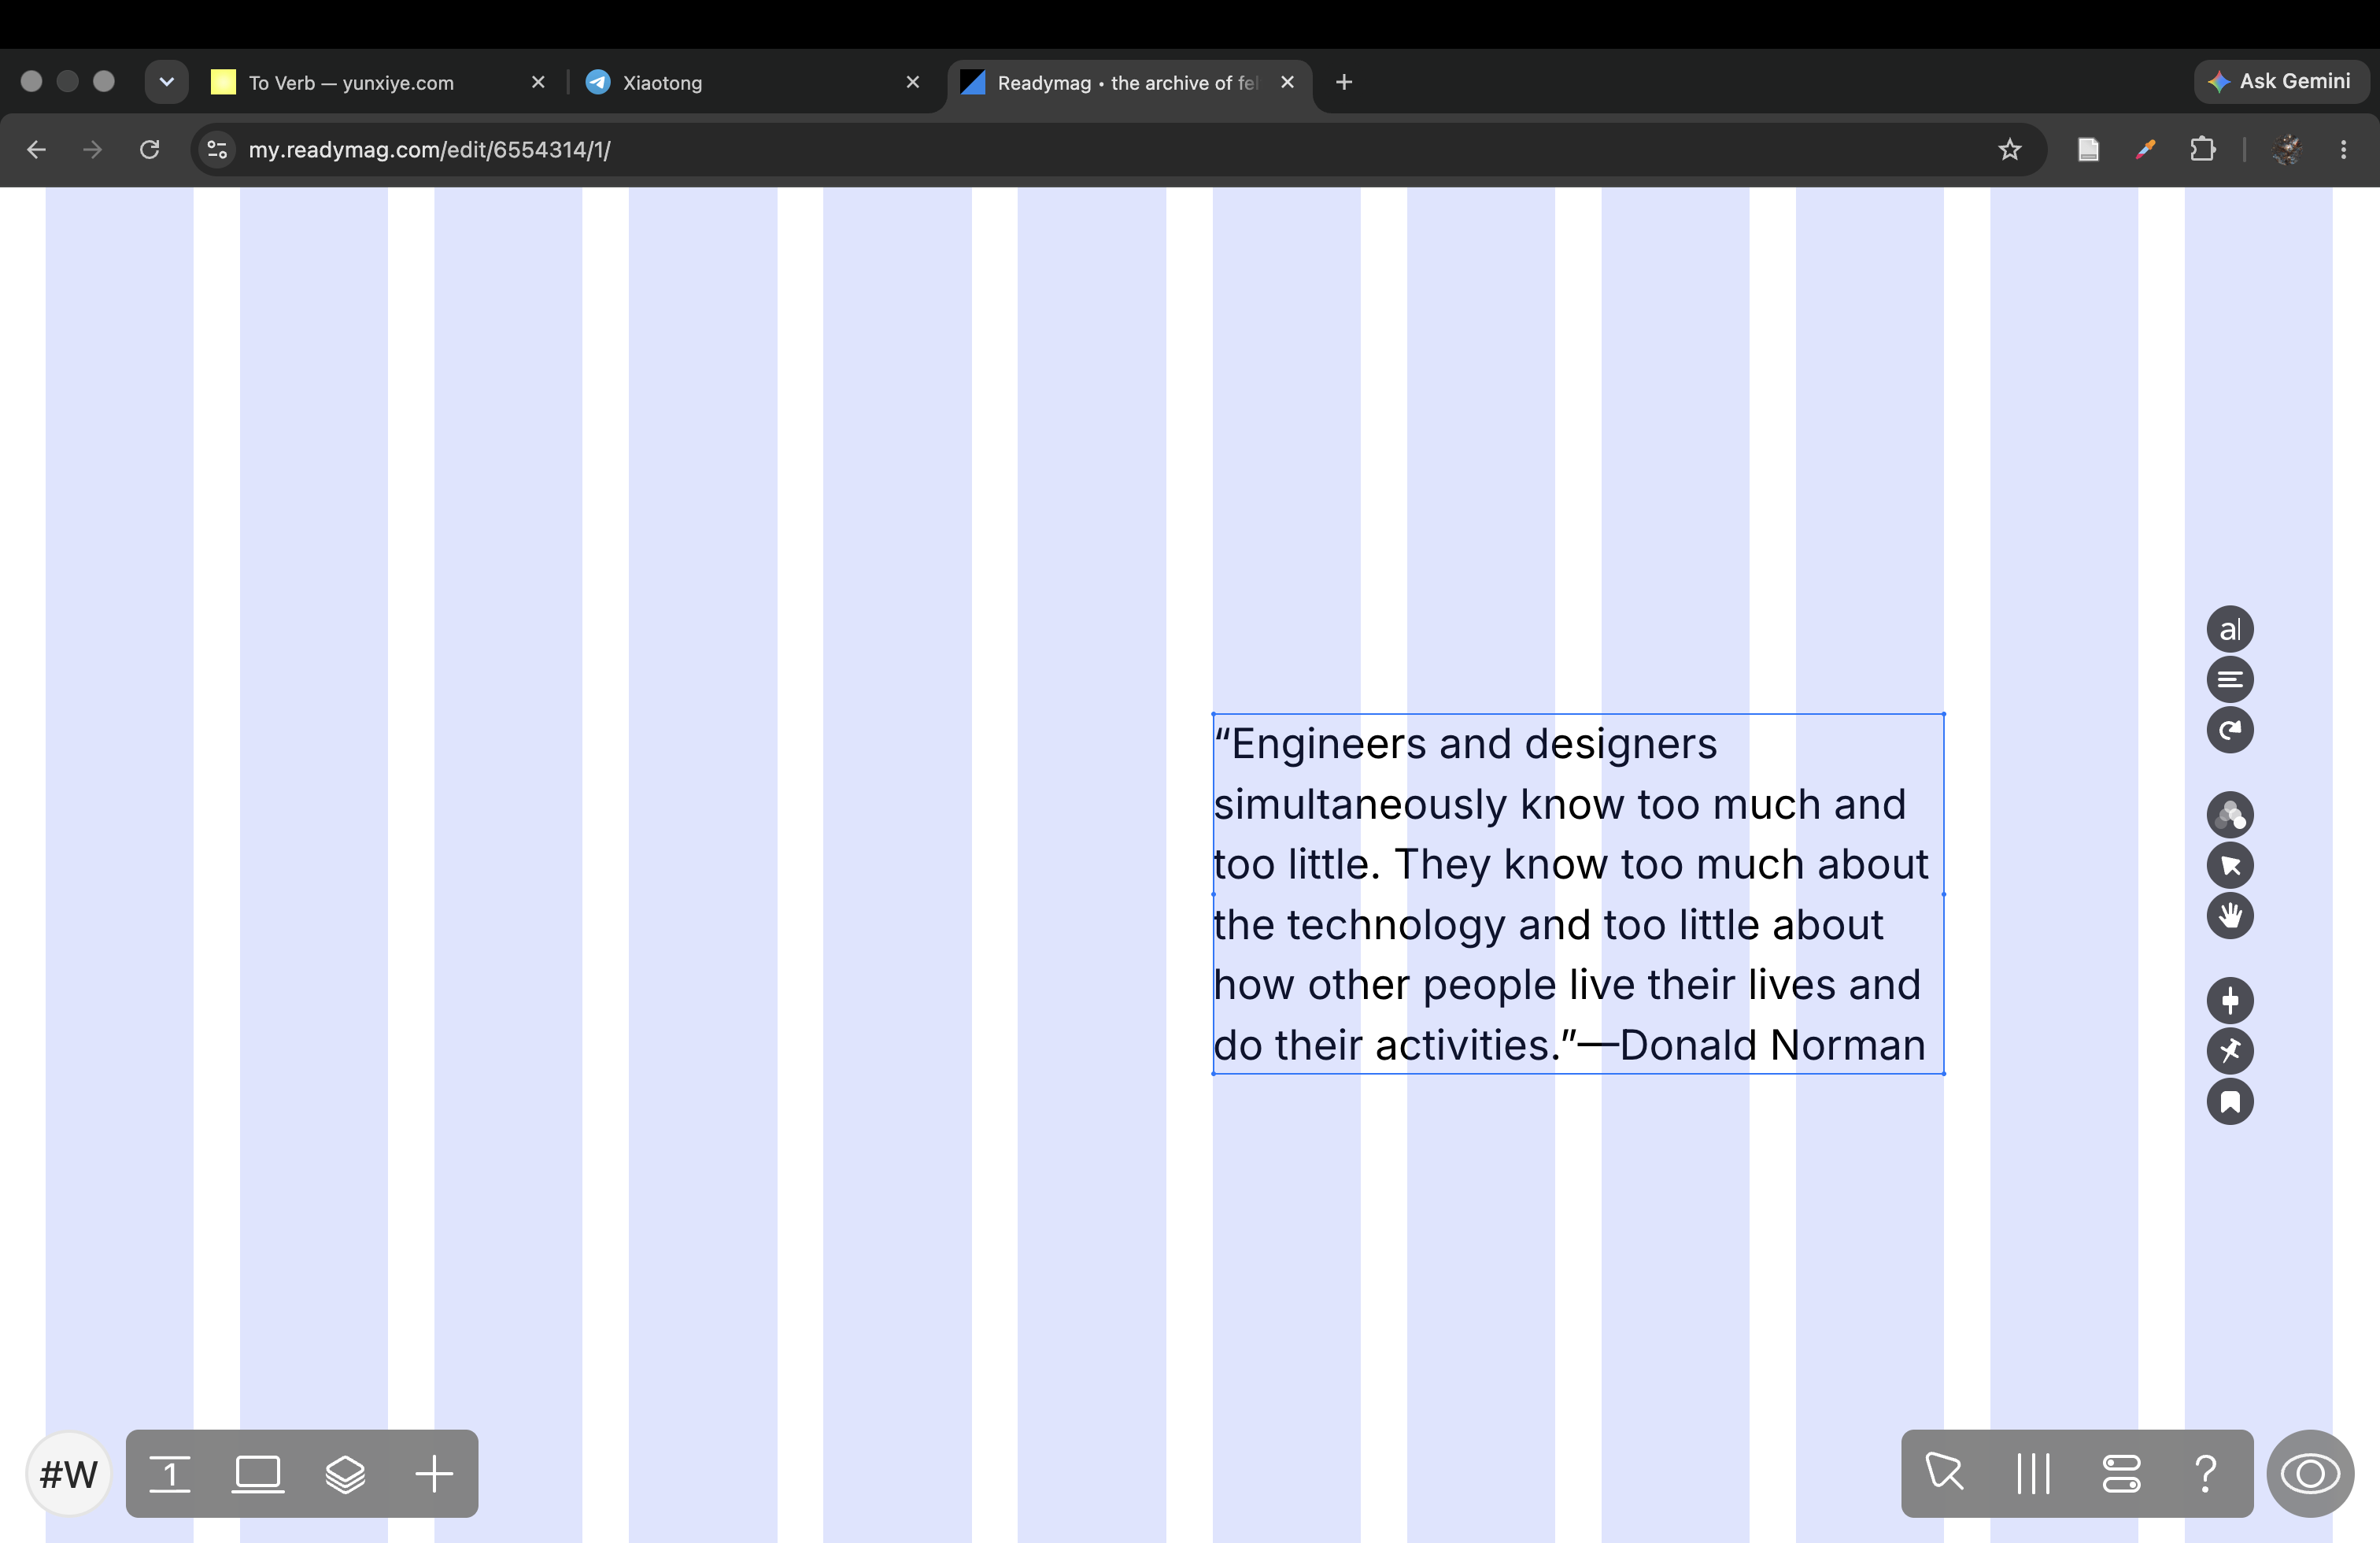 To Verb — yunxiye.com
Xiaotong
Readymag • the archive of fe
Ask Gemini
my.readymag.com/edit/6554314/1/
a
“Engineers and designers
simultaneously know too much and
too little. They know too much about
the technology and too little about
how other people live their lives and
do their activities.”—Donald Norman
#W
1
?